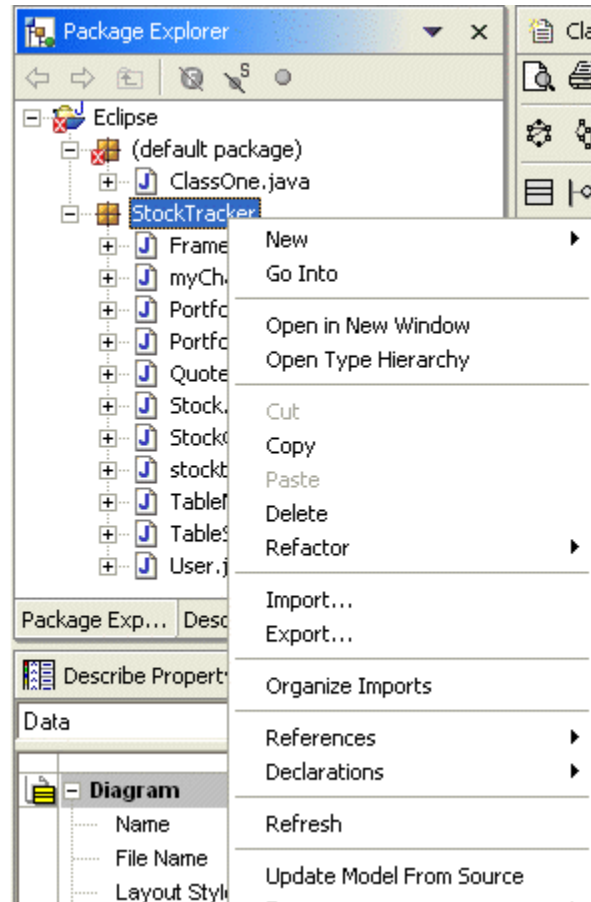 Package Explorer
Cla
S
Eclipse
(default package)
J ClassOne.java
StockTracker
J Frame
J myCha
J Portfo
J Portfo
J Quote
J Stock.
J Stock
J stockt
J Table
J Table
J User.j
New
Go Into
Open in New Window
Open Type Hierarchy
Cut
Copy
Paste
Delete
Refactor
Import...
Export...
Organize Imports
References
Declarations
Refresh
Update Model From Source
Package Exp...
Desc
Describe Propert
Data
Diagram
Name
File Name
Layout Styl